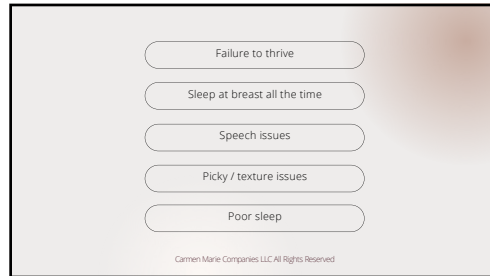 Failure to thrive
Sleep at breast all the time
Speech issues
Picky / texture issues
Poor sleep
Carmen Marie Companies LLC All Rights Reserved